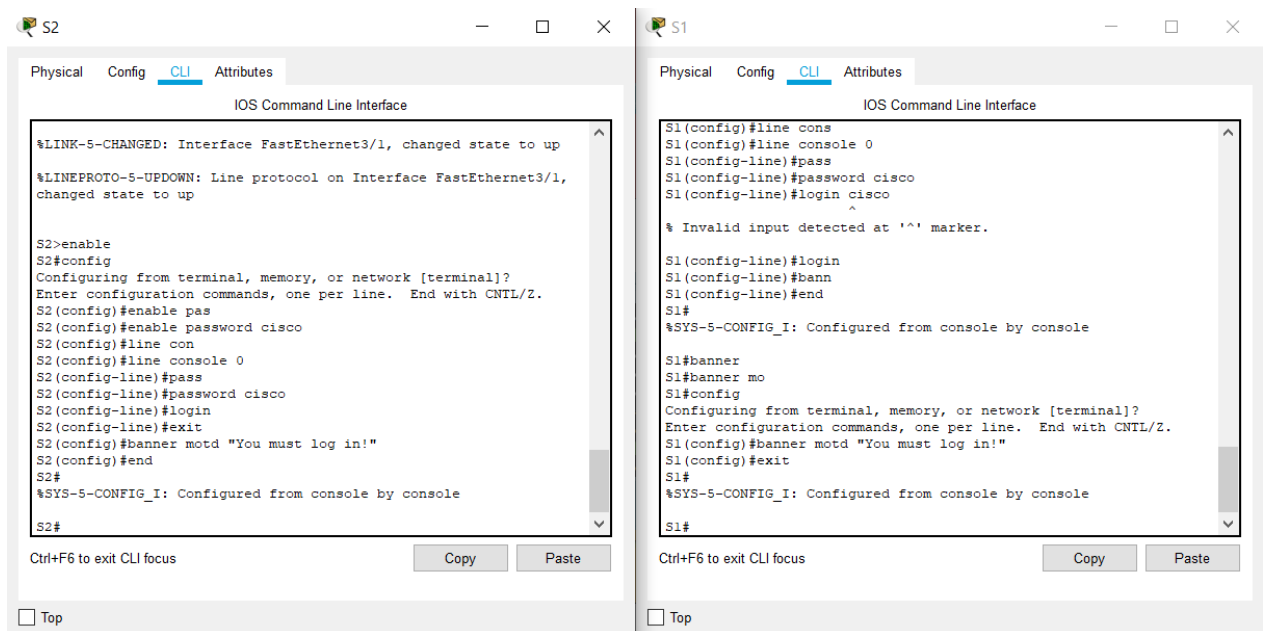 S2
Physical Config CLI Attributes
IOS Command Line Interface
%LINK-5-CHANGED: Interface FastEthernet3/1, changed state to up
%LINEPROTO-5-UPDOWN: Line protocol on Interface FastEthernet3/1,
changed state to up
S2>enable
S2#config
Configuring from terminal, memory, or network [terminal]?
Enter configuration commands, one per line.  End with CNTL/Z.
S2(config)#enable pas
S2(config)#enable password cisco
S2(config)#line con
S2(config)#line console 0
S2(config-line)#pass
S2(config-line)#password cisco
S2(config-line)#login
S2(config-line)#exit
S2(config)#banner motd "You must log in!"
S2(config)#end
S2#
%SYS-5-CONFIG_I: Configured from console by console
S2#
Ctrl+F6 to exit CLI focus
Copy
Paste
Top
S1
Physical Config CLI Attributes
IOS Command Line Interface
S1(config)#line cons
S1(config)#line console 0
S1(config-line)#pass
S1(config-line)#password cisco
S1(config-line)#login cisco
^
% Invalid input detected at '^' marker.
S1(config-line)#login
S1(config-line)#bann
S1(config-line)#end
S1#
%SYS-5-CONFIG_I: Configured from console by console
S1#banner
S1#banner mo
S1#config
Configuring from terminal, memory, or network [terminal]?
Enter configuration commands, one per line.  End with CNTL/Z.
S1(config)#banner motd "You must log in!"
S1(config)#exit
S1#
%SYS-5-CONFIG_I: Configured from console by console
S1#
Ctrl+F6 to exit CLI focus
Copy
Paste
Top